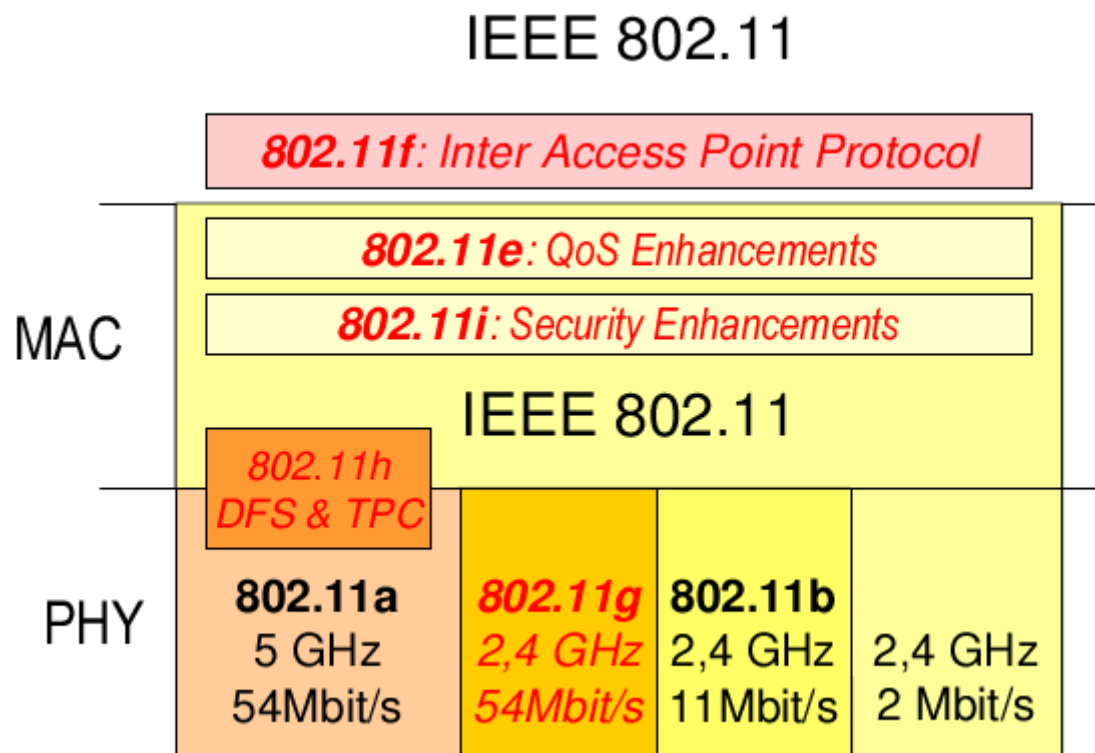 IEEE 802.11
802.11f: Inter Access Point Protocol
802.11e: QoS Enhancements
802.11i: Security Enhancements
MAC
IEEE 802.11
802.11h
DFS & TPC
PHY
802.11a
5 GHz
54Mbit/s
802.11g
2,4 GHz
54Mbit/s
802.11b
2,4 GHz
11Mbit/s
2,4 GHz
2 Mbit/s